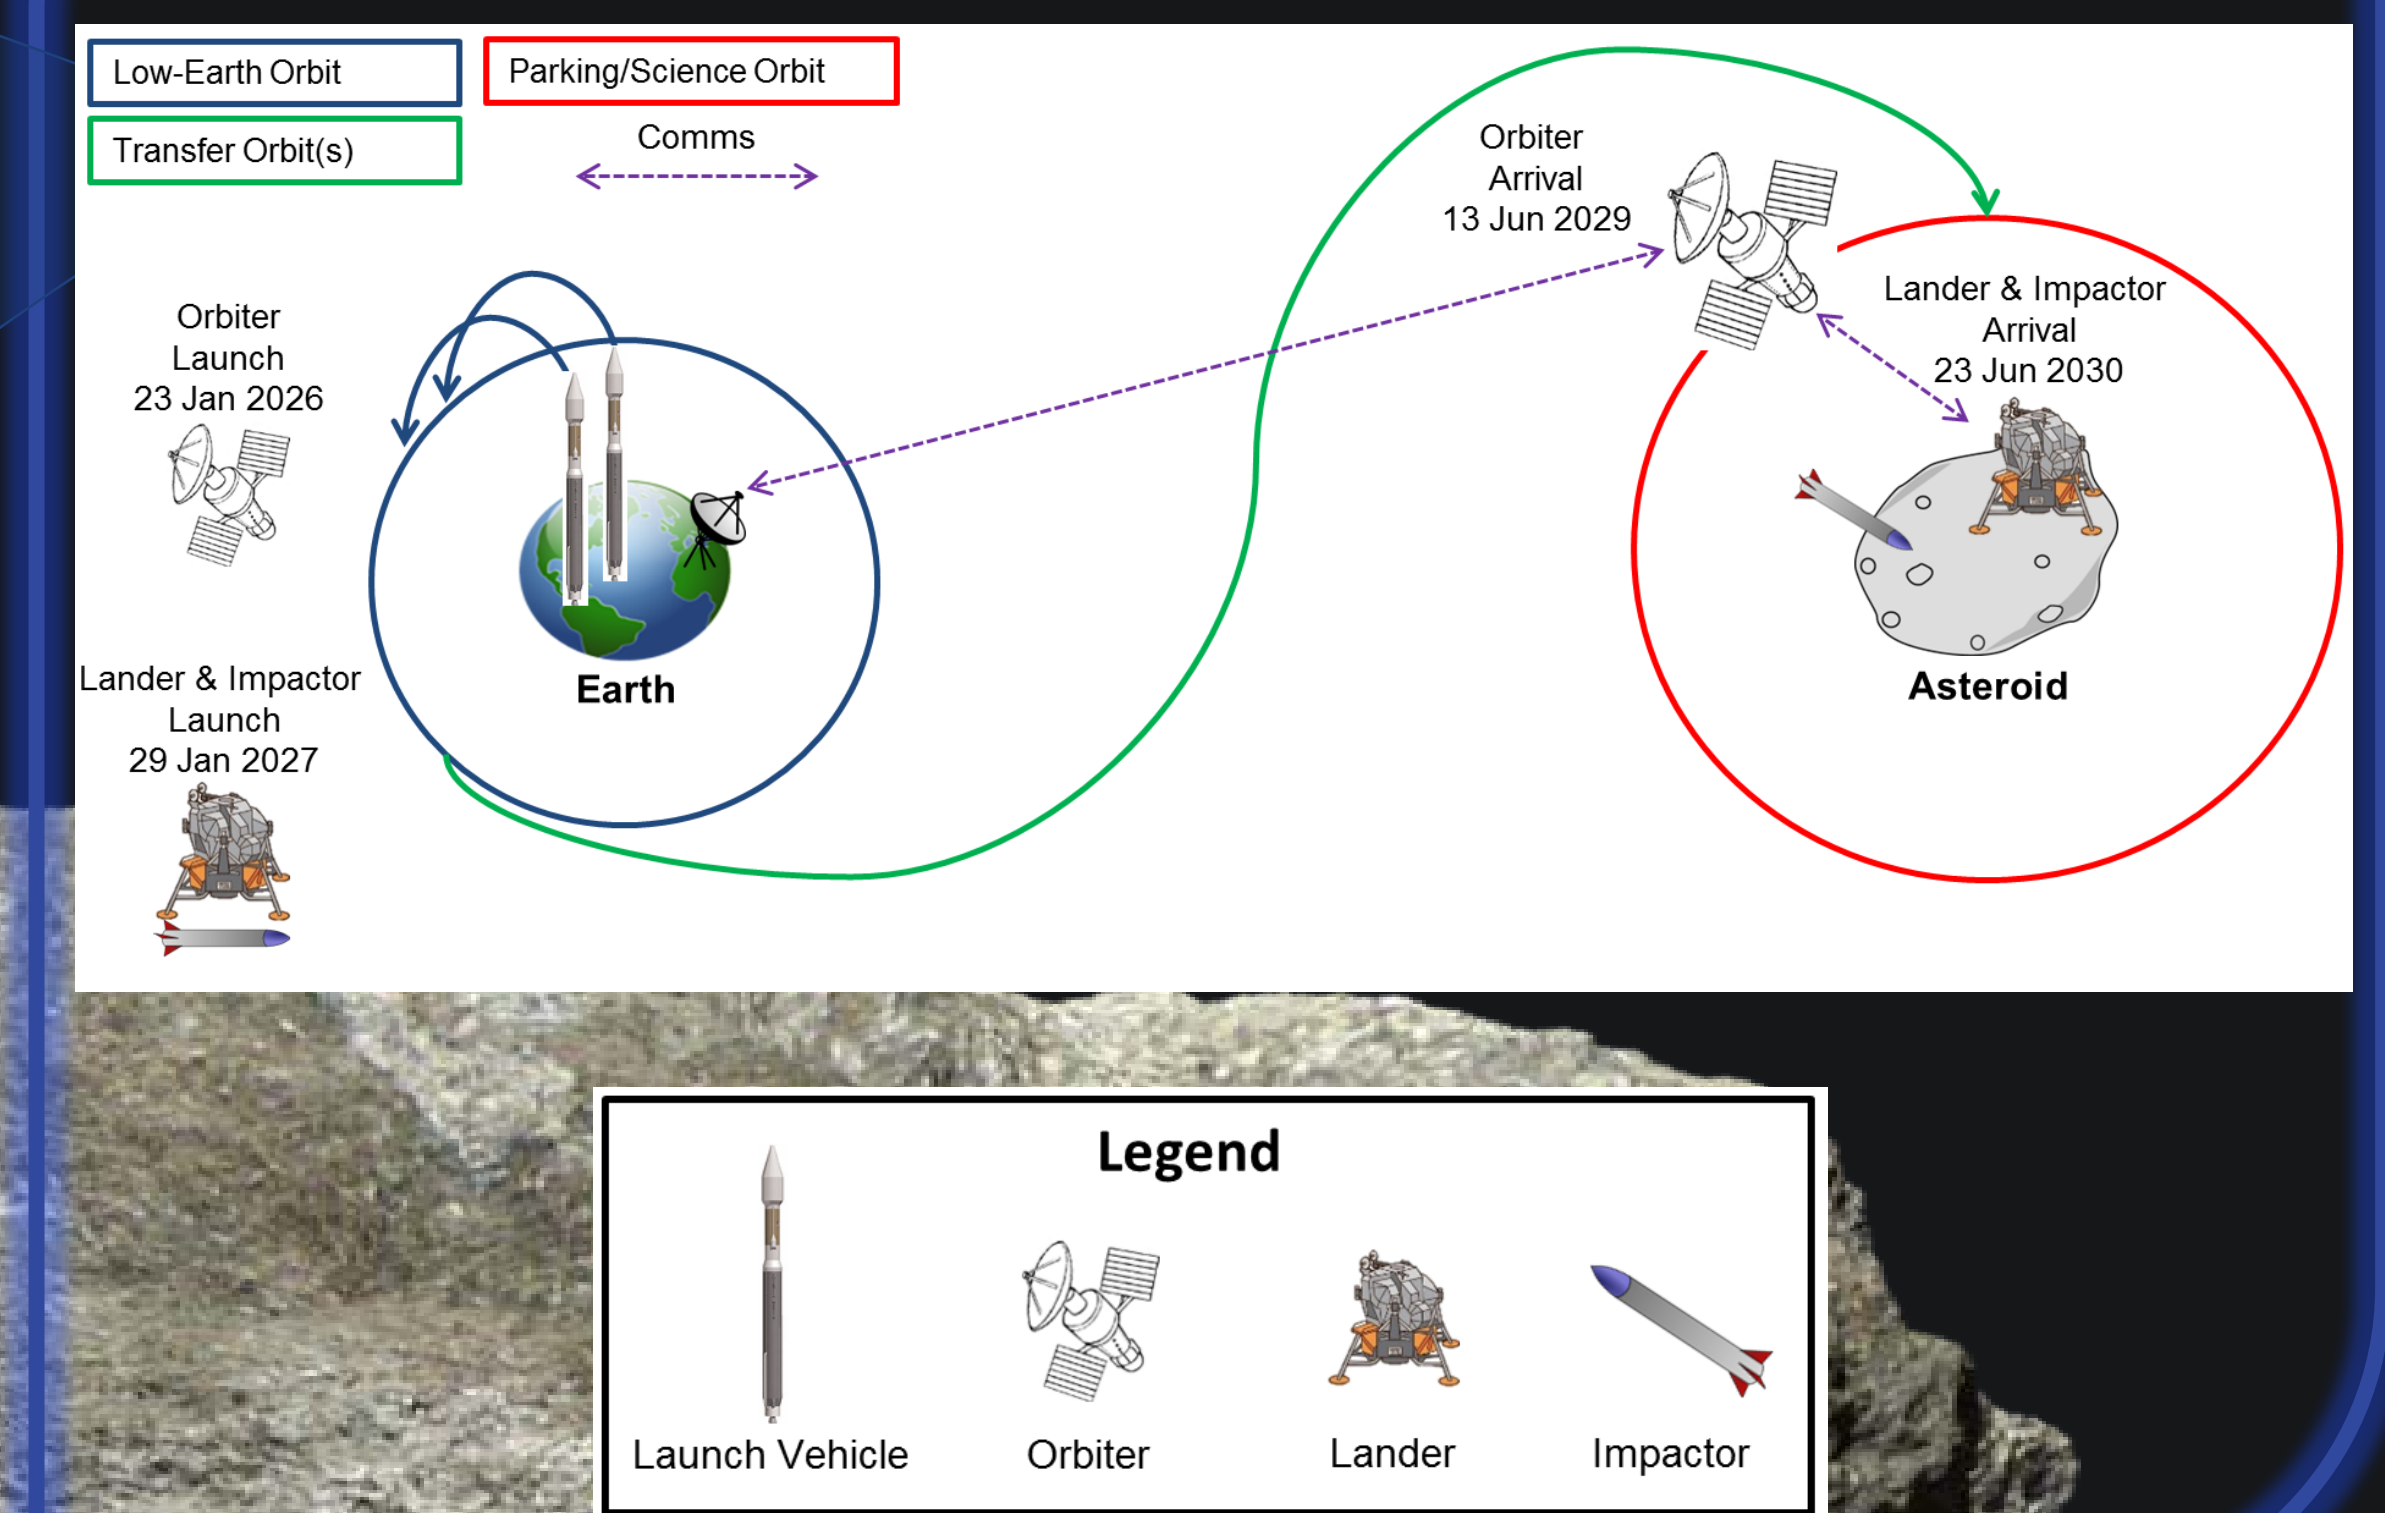 Low-Earth Orbit
Parking/Science Orbit
Transfer Orbit(s)
Comms
Orbiter
Arrival
13 Jun 2029
Lander & Impactor
Arrival
23 Jun 2030
Orbiter
Launch
23 Jan 2026
Lander & Impactor
Launch
29 Jan 2027
Earth
Asteroid
Legend
Launch Vehicle
Orbiter
Lander
Impactor